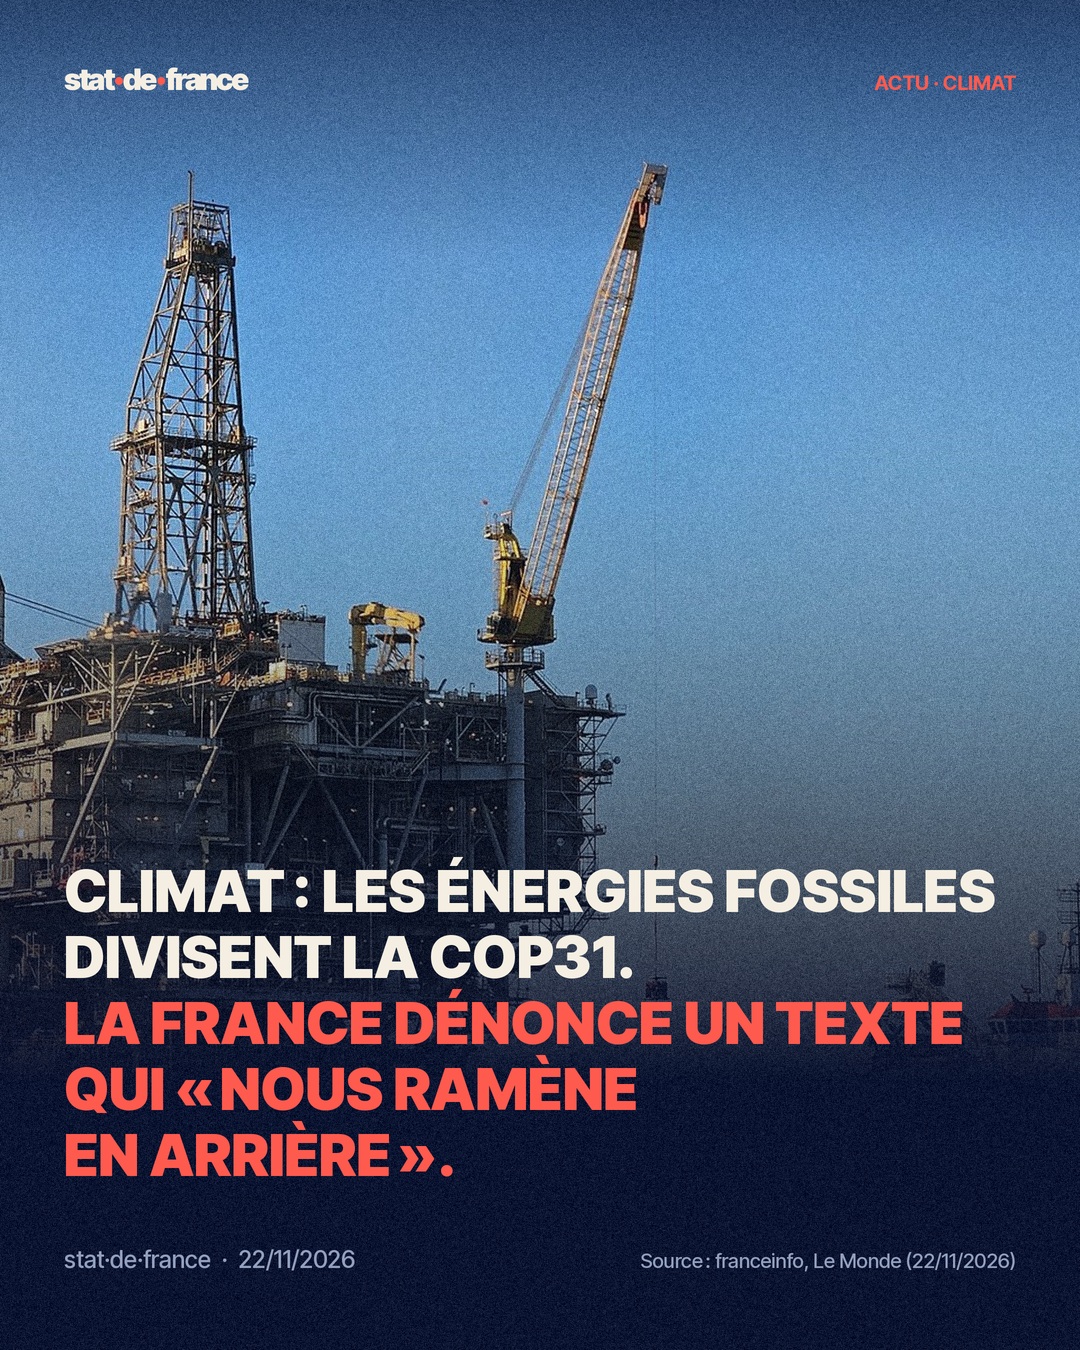 stat·de·france
ACTU · CLIMAT
CLIMAT : LES ÉNERGIES FOSSILES
DIVISENT LA COP31.
LA FRANCE DÉNONCE UN TEXTE
QUI « NOUS RAMÈNE
EN ARRIÈRE ».
stat·de·france · 22/11/2026
Source : franceinfo, Le Monde (22/11/2026)